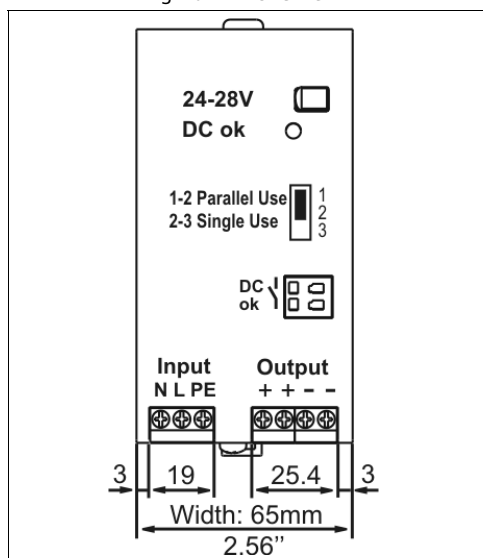 24-28V
DC ok
1-2 Parallel Use
2-3 Single Use
1
2
3
DC
ok
Input
N L PE
Output
+ + - -
3
19
25.4
3
Width: 65mm
2.56’’